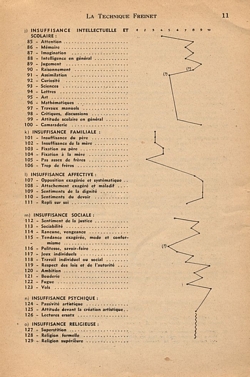 LA TECHNIQUE FREINET 11
j) INSUFFISANCE INTELLECTUELLE ET
SCOLAIRE :
85 - Attention
86 - Mémoire
87 - Imagination
88 - Intelligence en général
89 - Jugement
90 - Raisonnement
91 - Assimilation
92 - Curiosité
93 - Sciences
94 - Lettres
95 - Art
96 - Mathématiques
97 - Travaux manuels
98 - Critiques, discussions
99 - Attitude scolaire en général
100 - Camaraderie
k) INSUFFISANCE FAMILIALE :
101 - Insuffisance du père
102 - Insuffisance de la mère
103 - Fixation au père
104 - Fixation à la mère
105 - Pas assez de frères
106 - Trop de frères
l) INSUFFISANCE AFFECTIVE :
107 - Opposition exagérée et systématique
108 - Attachement exagéré et maladif
109 - Sentiments de la dignité
110 - Sentiments du devoir
111 - Repli sur soi
m) INSUFFISANCE SOCIALE :
112 - Sentiment de la justice
113 - Sociabilité
114 - Rancune, vengeance
115 - Tendance exagérée, mode et confor-
misme
116 - Politesse, savoir-faire
117 - Jeux individuels
118 - Travail individuel ou social
119 - Respect des lois et de l'autorité
120 - Ambition
121 - Rouderie
122 - Fugue
123 - Vols
n) INSUFFISANCE PSYCHIQUE :
124 - Passivité artistique
125 - Attitude devant la création artistique
126 - Lectures
o) INSUFFISANCE RELIGIEUSE :
127 - Superstition
128 - Religion formelle
129 - Religion supérieure